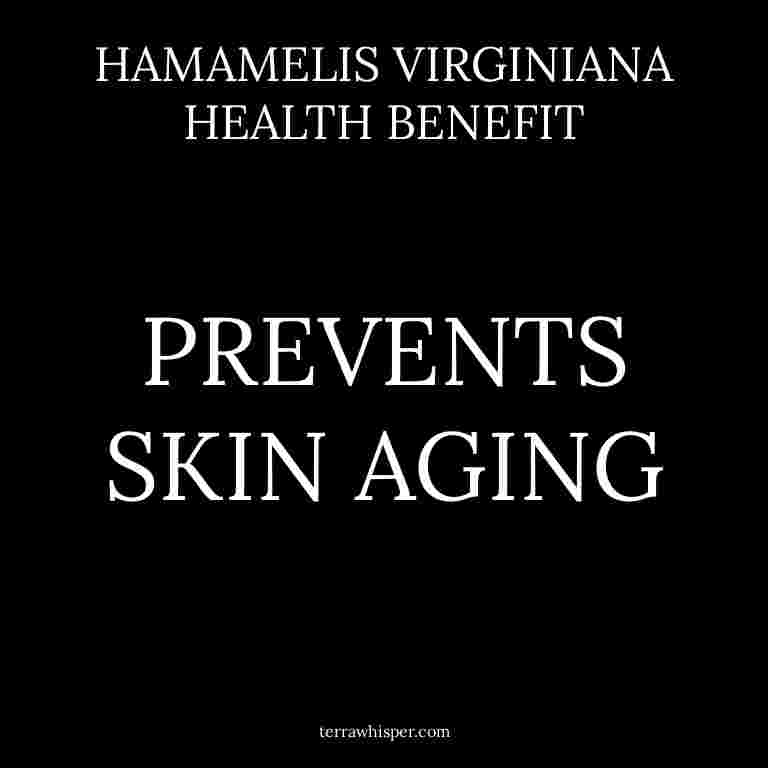 HAMAMELIS VIRGINIANA
HEALTH BENEFIT
PREVENTS
SKIN AGING
terrawhisper.com